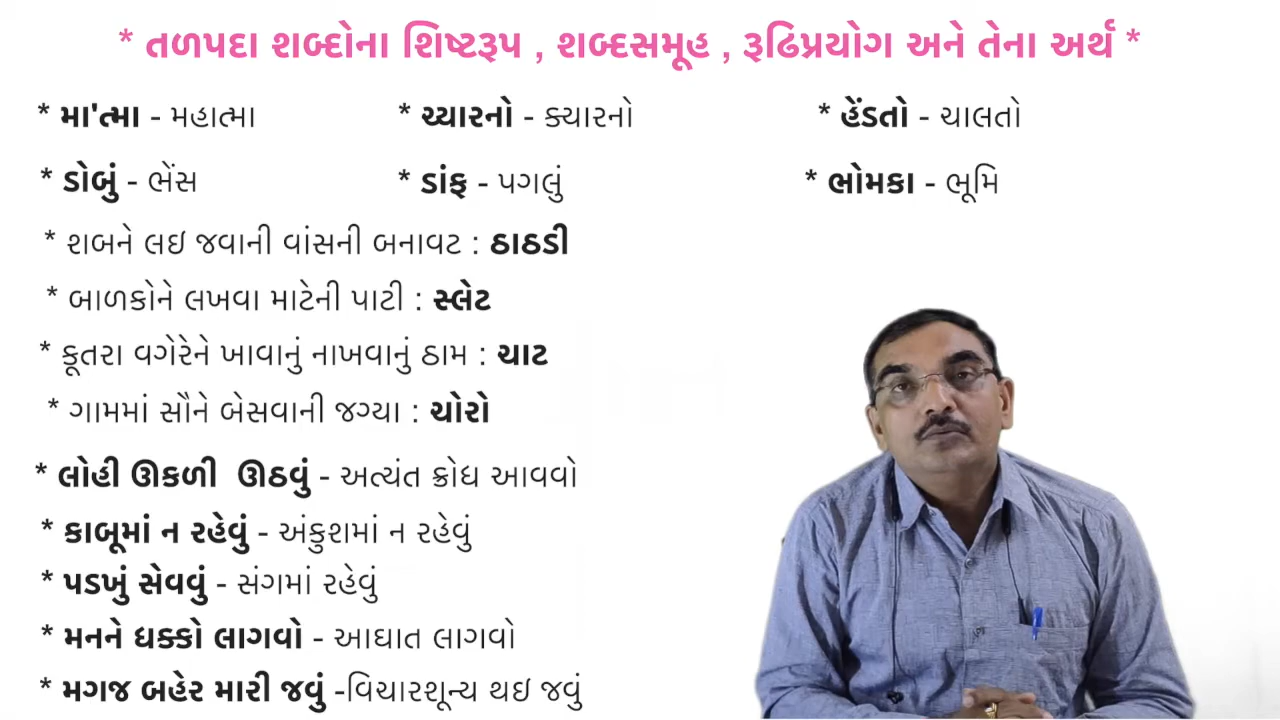 * તળપદા શબ્દોના શિષ્ટરૂપ , શબ્દસમૂહ , રૂઢિપ્રયોગ અને તેના અર્થ *
* મા'ત્મા - મહાત્મા * ચ્યારનો - ક્યારનો * હેંડતો - ચાલતો
* ડોબું - ભેંસ * ડાંફ - પગલું * ભોમકા - ભૂમિ
* શબને લઇ જવાની વાંસની બનાવટ : ઠાઠડી
* બાળકોને લખવા માટેની પાટી : સ્લેટ
* કૂતરા વગેરેને ખાવાનું નાખવાનું ઠામ : ચાટ
* ગામમાં સૌને બેસવાની જગ્યા : ચોરો
* લોહી ઊકળી ઊઠવું - અત્યંત ક્રોધ આવવો
* કાબૂમાં ન રહેવું - અંકુશમાં ન રહેવું
* પડખું સેવવું - સંગમાં રહેવું
* મનને ધક્કો લાગવો - આઘાત લાગવો
* મગજ બહેર મારી જવું -વિચારશૂન્ય થઇ જવું